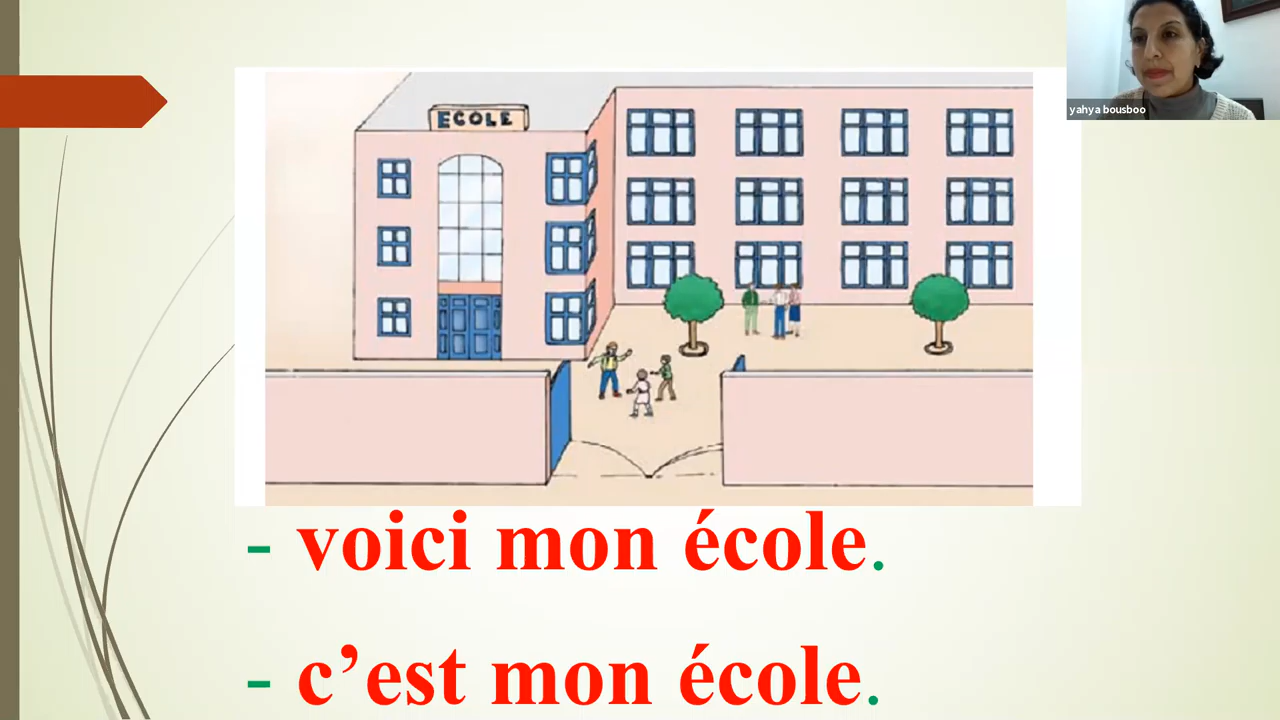 ECOLE
yahya bousboo
- voici mon école.
- c’est mon école.